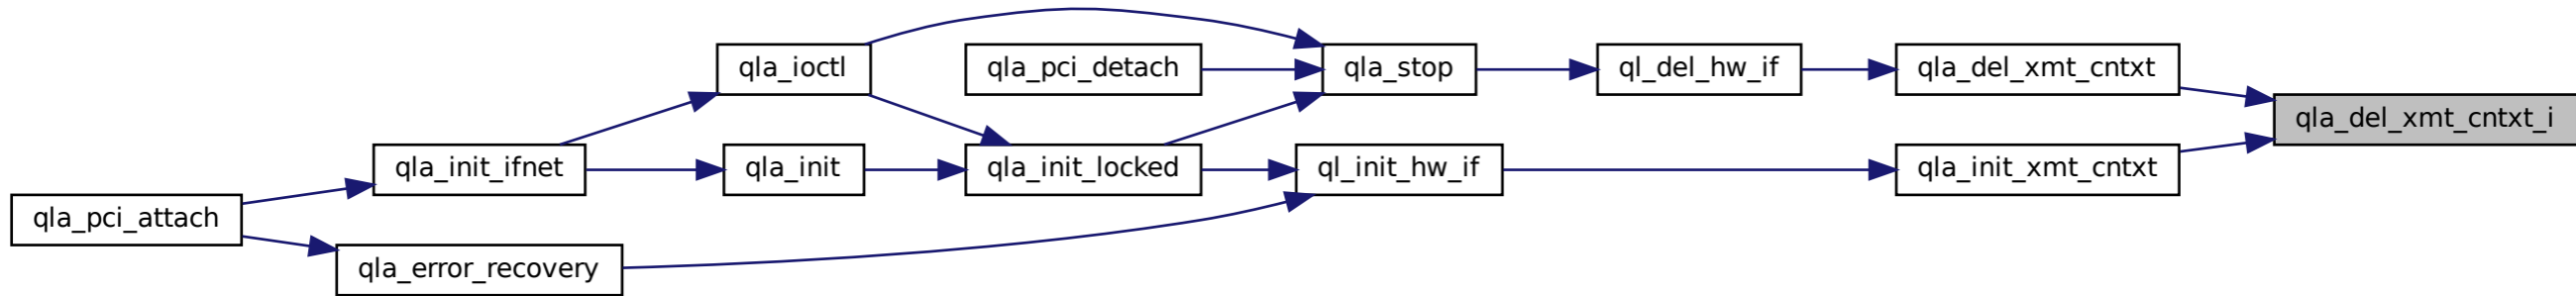 qla_ioctl
qla_pci_detach
qla_stop
ql_del_hw_if
qla_del_xmt_cntxt
qla_del_xmt_cntxt_i
qla_init_ifnet
qla_init
qla_init_locked
ql_init_hw_if
qla_init_xmt_cntxt
qla_pci_attach
qla_error_recovery